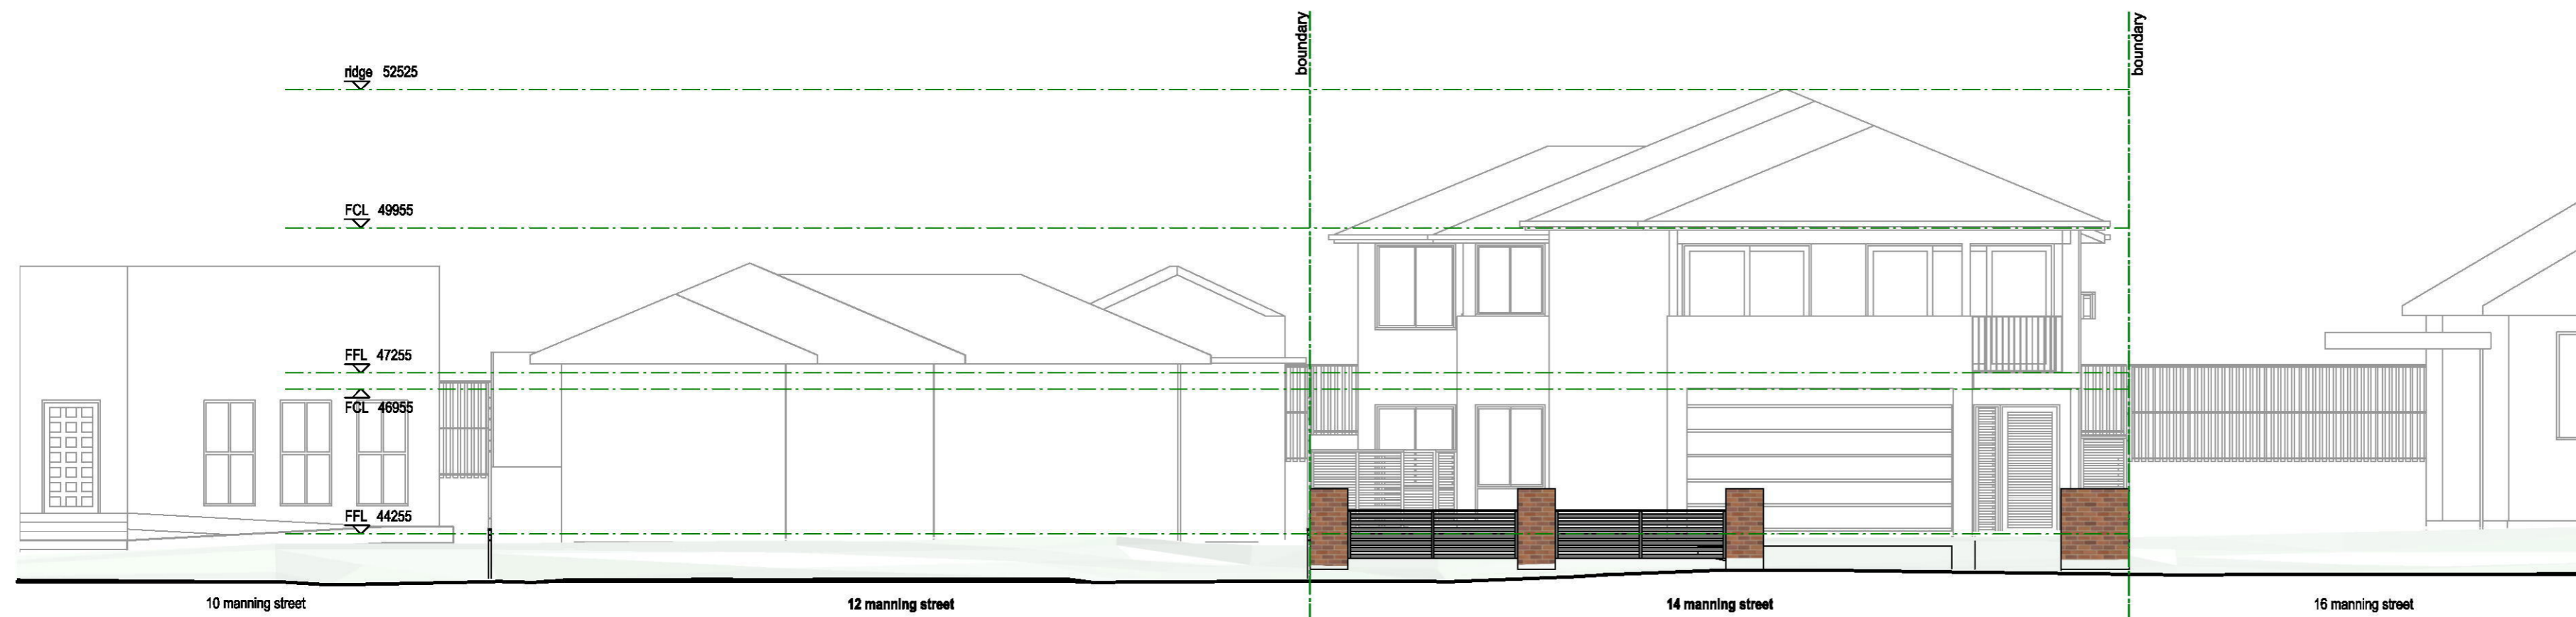 boundary
boundary
ridge 52525
FCL 49955
FFL 47255
FCL 46955
FFL 44255
10 manning street
12 manning street
14 manning street
16 manning street